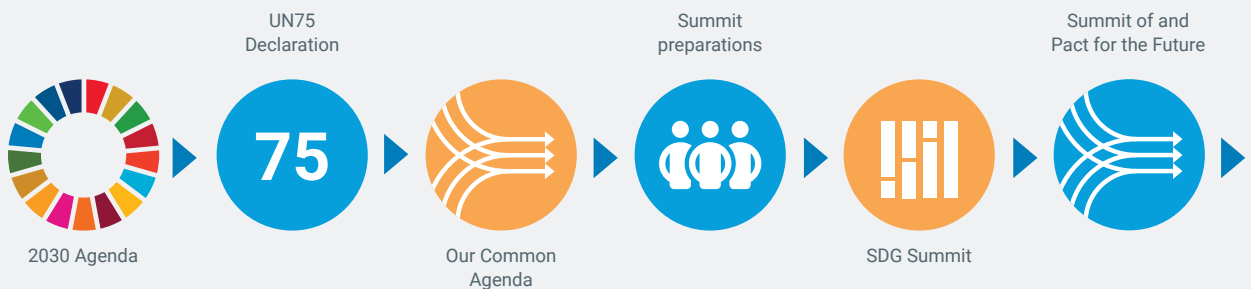 2030 Agenda
UN75
Declaration
75
Our Common
Agenda
Summit
preparations
SDG Summit
Summit of and
Pact for the Future